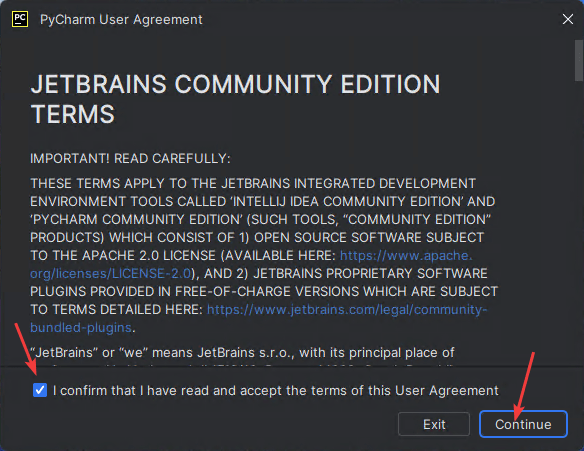 PC PyCharm User Agreement
JETBRAINS COMMUNITY EDITION
TERMS
IMPORTANT! READ CAREFULLY:
THESE TERMS APPLY TO THE JETBRAINS INTEGRATED DEVELOPMENT
ENVIRONMENT TOOLS CALLED ‘INTELLIJ IDEA COMMUNITY EDITION’ AND
‘PYCHARM COMMUNITY EDITION’ (SUCH TOOLS, “COMMUNITY EDITION”
PRODUCTS) WHICH CONSIST OF 1) OPEN SOURCE SOFTWARE SUBJECT
TO THE APACHE 2.0 LICENSE (AVAILABLE HERE: https://www.apache.
org/licenses/LICENSE-2.0), AND 2) JETBRAINS PROPRIETARY SOFTWARE
PLUGINS PROVIDED IN FREE-OF-CHARGE VERSIONS WHICH ARE SUBJECT
TO TERMS DETAILED HERE: https://www.jetbrains.com/legal/community-
bundled-plugins.
“JetBrains” or “we” means JetBrains s.r.o., with its principal place of
I confirm that I have read and accept the terms of this User Agreement
Exit Continue